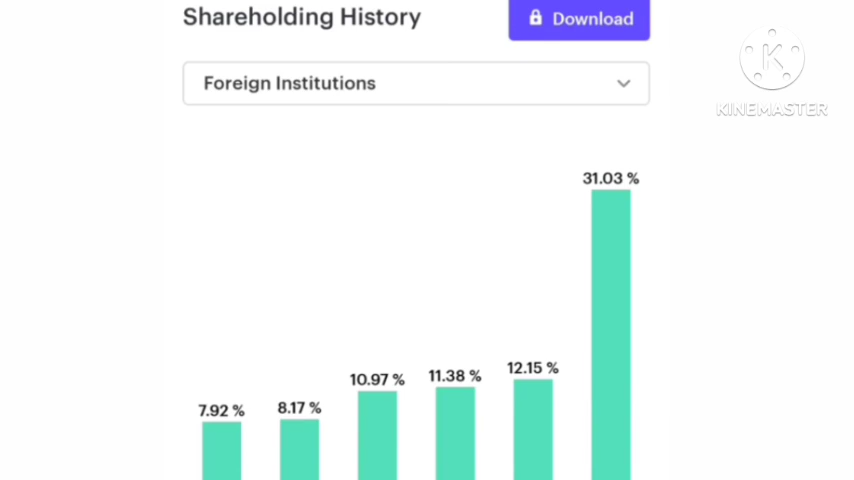 Shareholding History
Download
Foreign Institutions
31.03 %
12.15 %
11.38 %
10.97 %
8.17 %
7.92 %
K
KINEMASTER